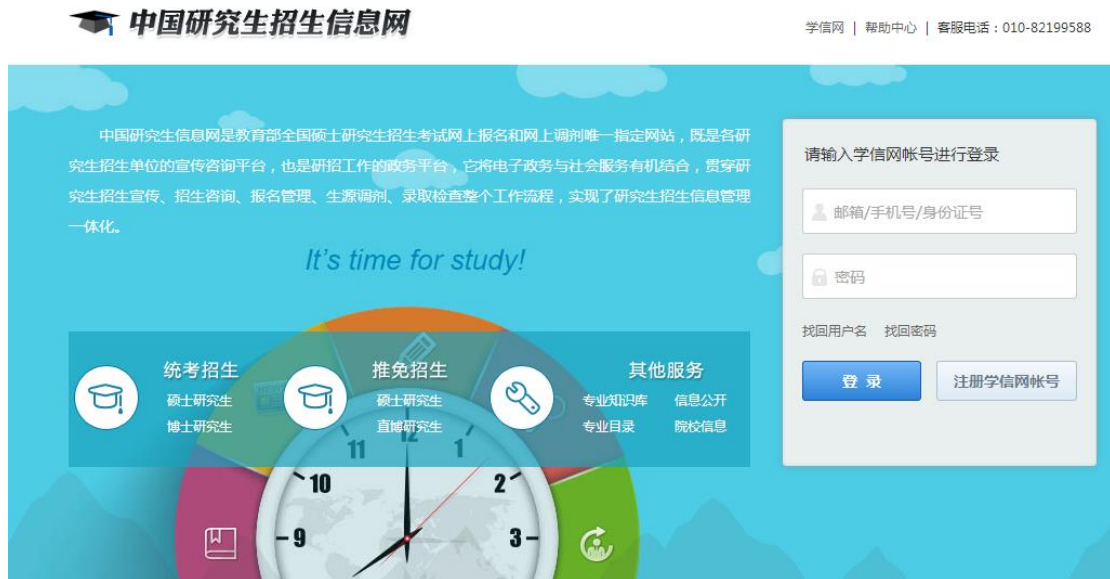 中国研究生招生信息网
学信网 | 帮助中心 | 客服电话：010-82199588
中国研究生信息网是教育部全国硕士研究生招生考试网上报名和网上调剂唯一指定网站，既是各研
究生招生单位的宣传咨询平台，也是研招工作的政务平台，它将电子政务与社会服务有机结合，贯穿研
究生招生宣传、招生咨询、报名管理、生源调剂、录取检查整个工作流程，实现了研究生招生信息管理
一体化。
It's time for study!
统考招生
硕士研究生
博士研究生
推免招生
硕士研究生
直博研究生
其他服务
专业知识库 信息公开
专业目录 院校信息
11 12 1
10 2
9 3
请输入学信网帐号进行登录
邮箱/手机号/身份证号
密码
找回用户名 找回密码
登 录 注册学信网帐号